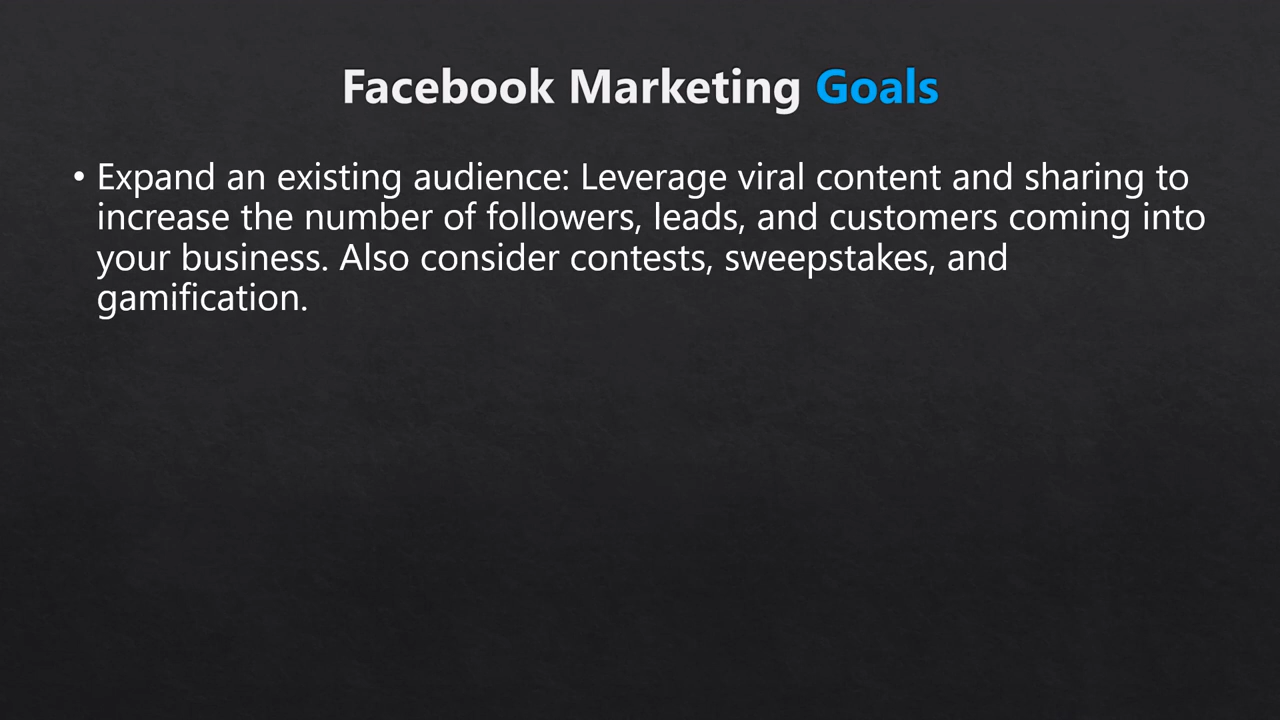 Facebook Marketing Goals
• Expand an existing audience: Leverage viral content and sharing to
increase the number of followers, leads, and customers coming into
your business. Also consider contests, sweepstakes, and
gamification.